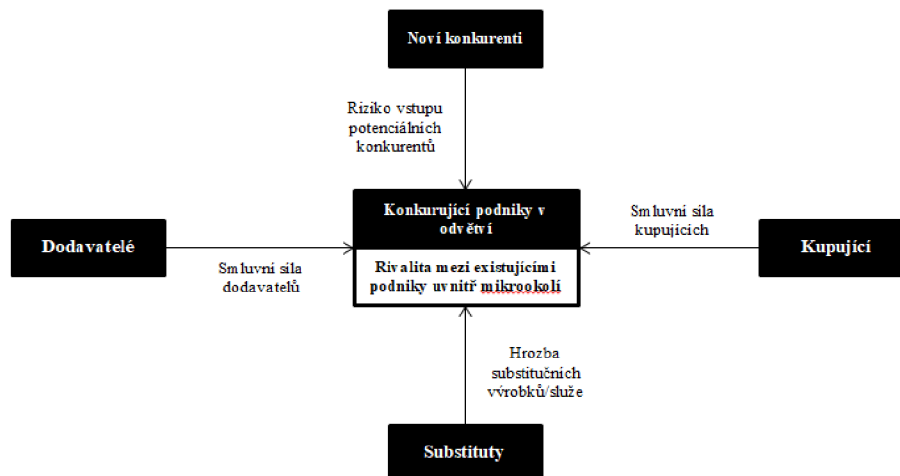 Noví konkurenti
Riziko vstupu
potenciálních
konkurentů
Konkurující podniky v
odvětví
Smluvní síla
kupujících
Dodavatelé
Kupující
Smluvní síla
dodavatelů
Rivalita mezi existujícími
podniky uvnitř mikrookolí
Hrozba
substitučních
výrobků/služe
Substituty